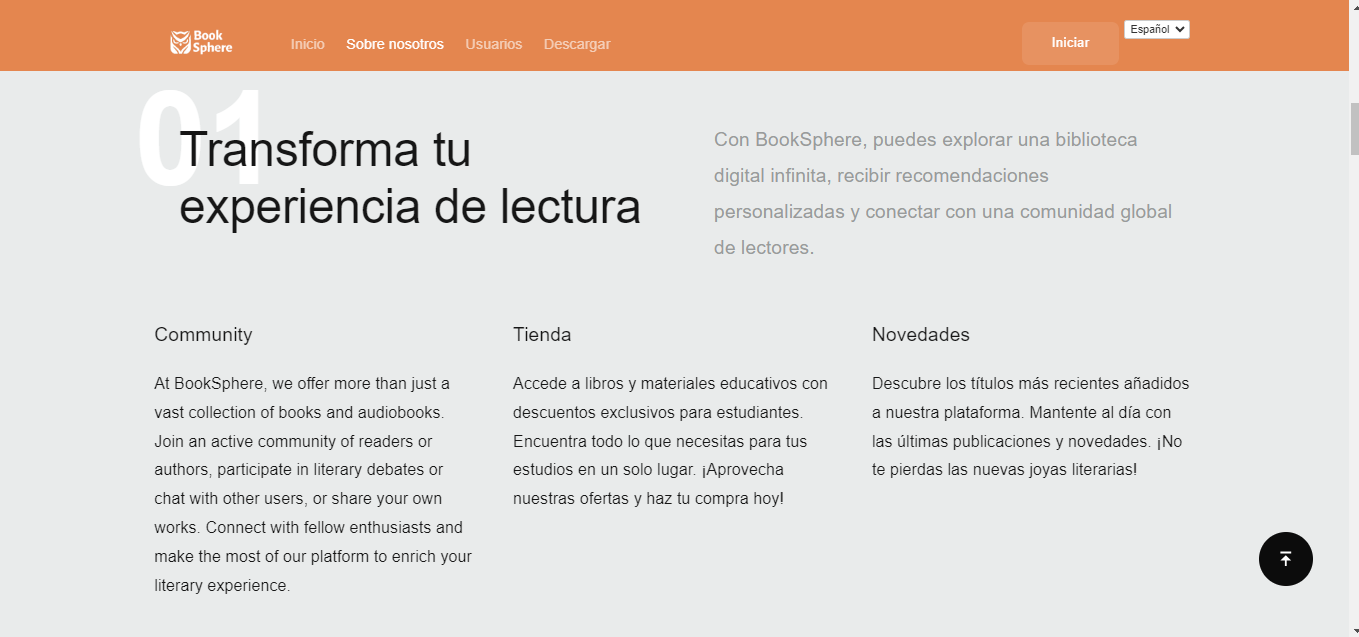 Book
Sphere
Inicio Sobre nosotros Usuarios Descargar
Iniciar
Español
01
Transforma tu
experiencia de lectura
Con BookSphere, puedes explorar una biblioteca
digital infinita, recibir recomendaciones
personalizadas y conectar con una comunidad global
de lectores.
Community
At BookSphere, we offer more than just a
vast collection of books and audiobooks.
Join an active community of readers or
authors, participate in literary debates or
chat with other users, or share your own
works. Connect with fellow enthusiasts and
make the most of our platform to enrich your
literary experience.
Tienda
Accede a libros y materiales educativos con
descuentos exclusivos para estudiantes.
Encuentra todo lo que necesitas para tus
estudios en un solo lugar. ¡Aprovecha
nuestras ofertas y haz tu compra hoy!
Novedades
Descubre los títulos más recientes añadidos
a nuestra plataforma. Mantente al día con
las últimas publicaciones y novedades. ¡No
te pierdas las nuevas joyas literarias!